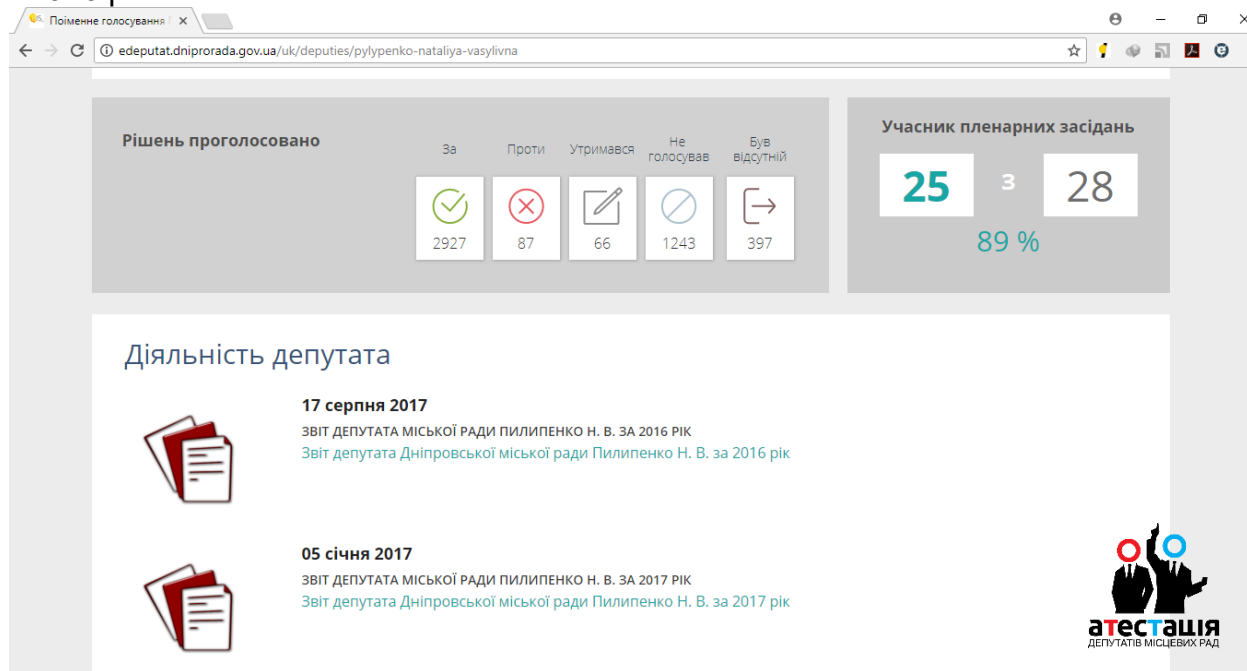 Поіменне голосування
edeputat.dniprorada.gov.ua/uk/deputies/pylypenko-nataliya-vasylivna
Рішень проголосовано
За
Проти
Утримався
Не
голосував
Був
відсутній
2927
87
66
1243
397
Учасник пленарних засідань
25 з 28
89 %
Діяльність депутата
17 серпня 2017
ЗВІТ ДЕПУТАТА МІСЬКОЇ РАДИ ПИЛИПЕНКО Н. В. ЗА 2016 РІК
Звіт депутата Дніпровської міської ради Пилипенко Н. В. за 2016 рік
05 січня 2017
ЗВІТ ДЕПУТАТА МІСЬКОЇ РАДИ ПИЛИПЕНКО Н. В. ЗА 2017 РІК
Звіт депутата Дніпровської міської ради Пилипенко Н. В. за 2017 рік
атестація
ДЕПУТАТІВ МІСЦЕВИХ РАД